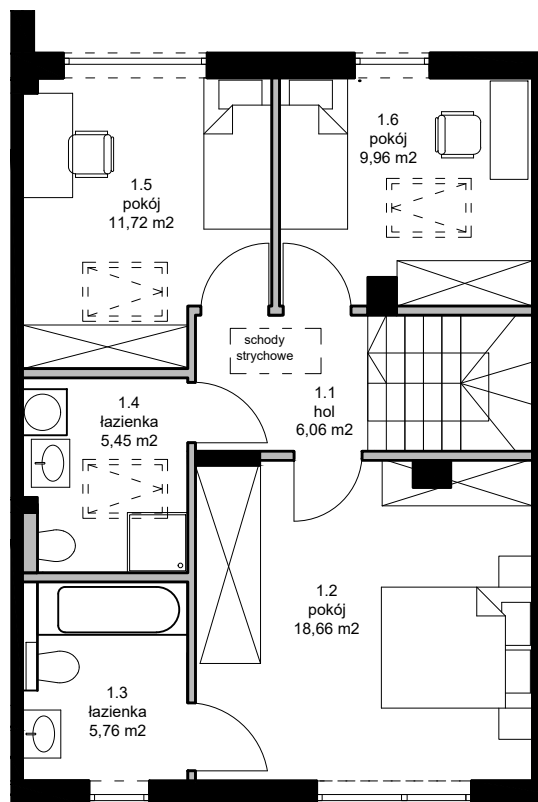 1.6
pokój
9,96 m2
1.5
pokój
11,72 m2
schody
strychowe
1.1
hol
6,06 m2
1.4
łazienka
5,45 m2
1.2
pokój
18,66 m2
1.3
łazienka
5,76 m2